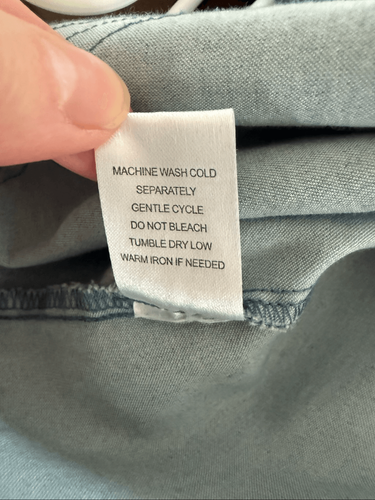 MACHINE WASH COLD
SEPARATELY
GENTLE CYCLE
DO NOT BLEACH
TUMBLE DRY LOW
WARM IRON IF NEEDED